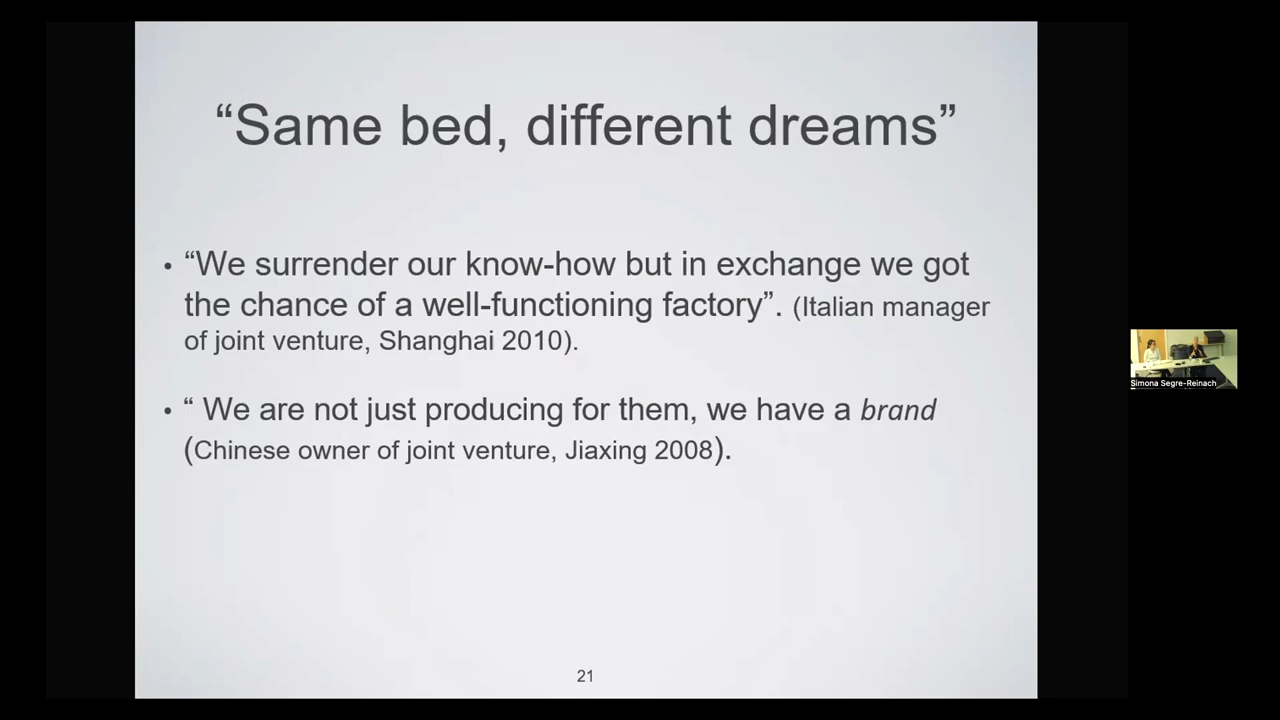 “Same bed, different dreams”
• “We surrender our know-how but in exchange we got
the chance of a well-functioning factory”. (Italian manager
of joint venture, Shanghai 2010).
• “ We are not just producing for them, we have a brand
(Chinese owner of joint venture, Jiaxing 2008).
Simona Segre-Reinach
21